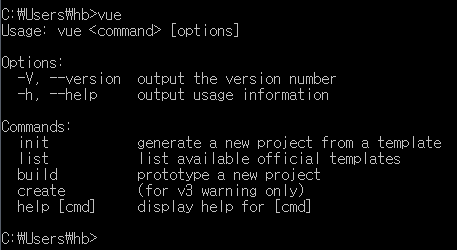 C:₩Users₩hb>vue
Usage: vue <command> [options]
Options:
-V, --version output the version number
-h, --help output usage information
Commands:
init generate a new project from a template
list list available official templates
build prototype a new project
create (for v3 warning only)
help [cmd] display help for [cmd]
C:₩Users₩hb>